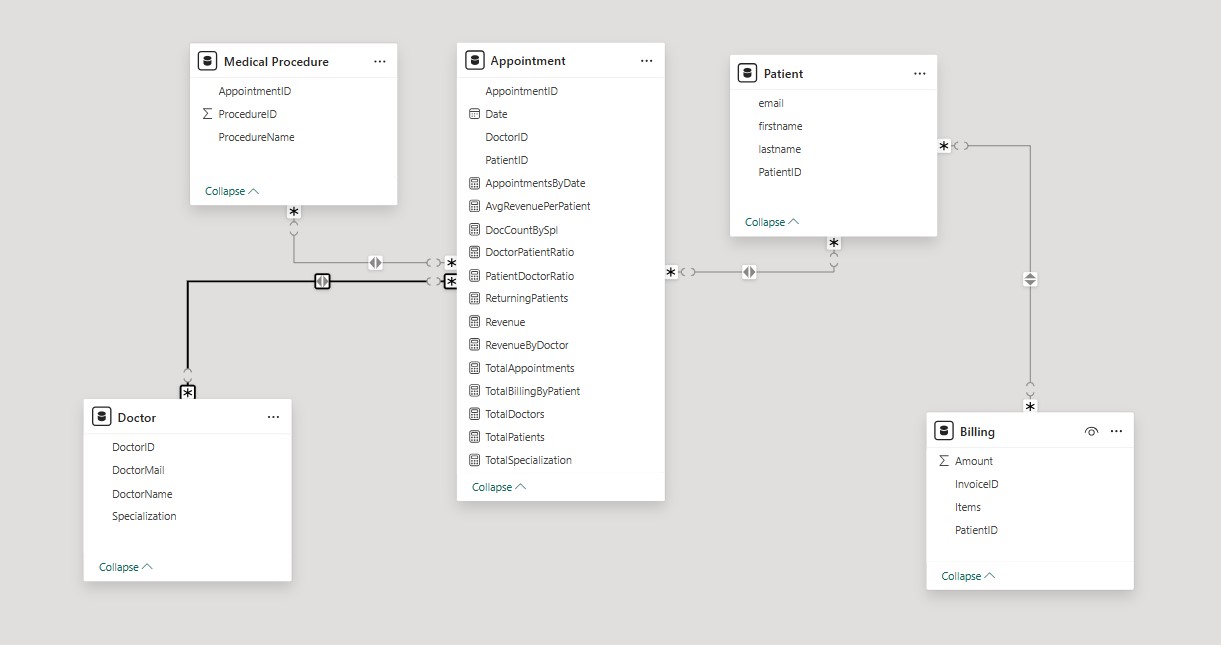 Medical Procedure
AppointmentID
ProcedureID
ProcedureName
Collapse
Appointment
AppointmentID
Date
DoctorID
PatientID
AppointmentsByDate
AvgRevenuePerPatient
DocCountBySpl
DoctorPatientRatio
PatientDoctorRatio
ReturningPatients
Revenue
RevenueByDoctor
TotalAppointments
TotalBillingByPatient
TotalDoctors
TotalPatients
TotalSpecialization
Collapse
Patient
email
firstname
lastname
PatientID
Collapse
Doctor
DoctorID
DoctorMail
DoctorName
Specialization
Collapse
Billing
Amount
InvoiceID
Items
PatientID
Collapse